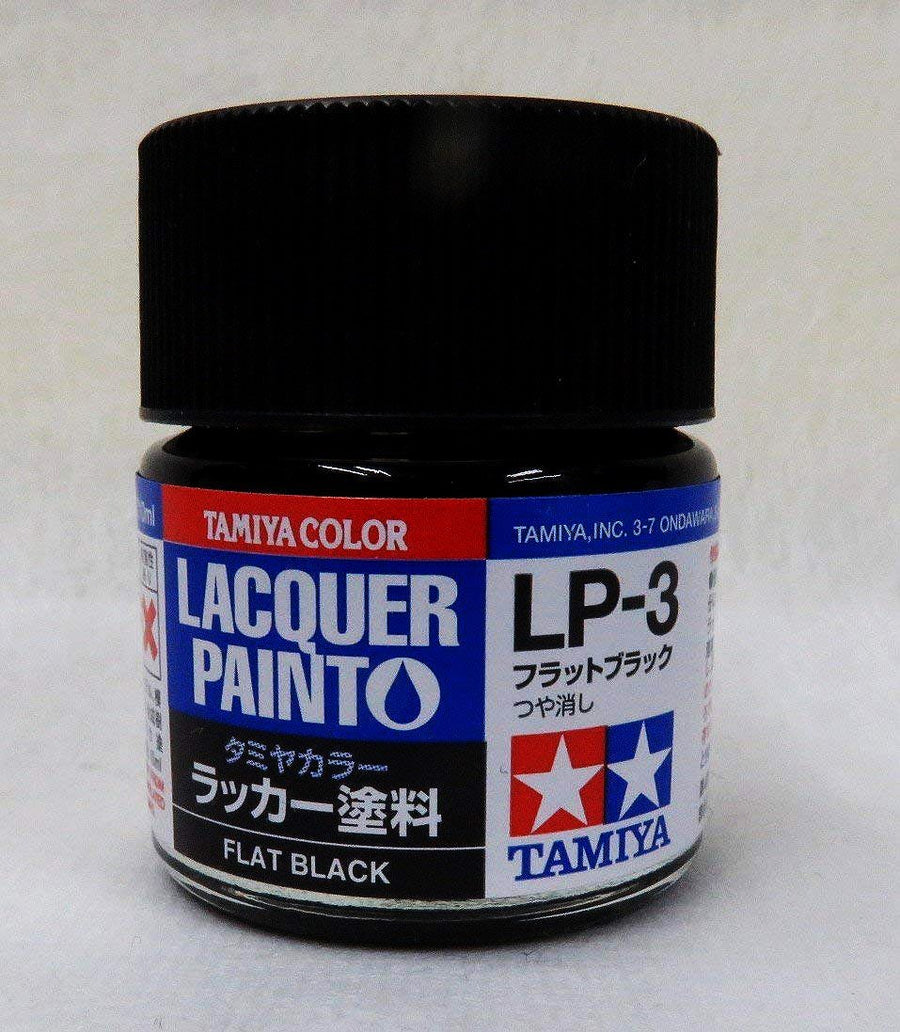 TAMIYA COLOR
LACQUER
PAINT
タミヤカラー
ラッカー塗料
FLAT BLACK
TAMIYA, INC. 3-7 ONDAWARA,
LP-3
フラットブラック
つや消し
TAMIYA